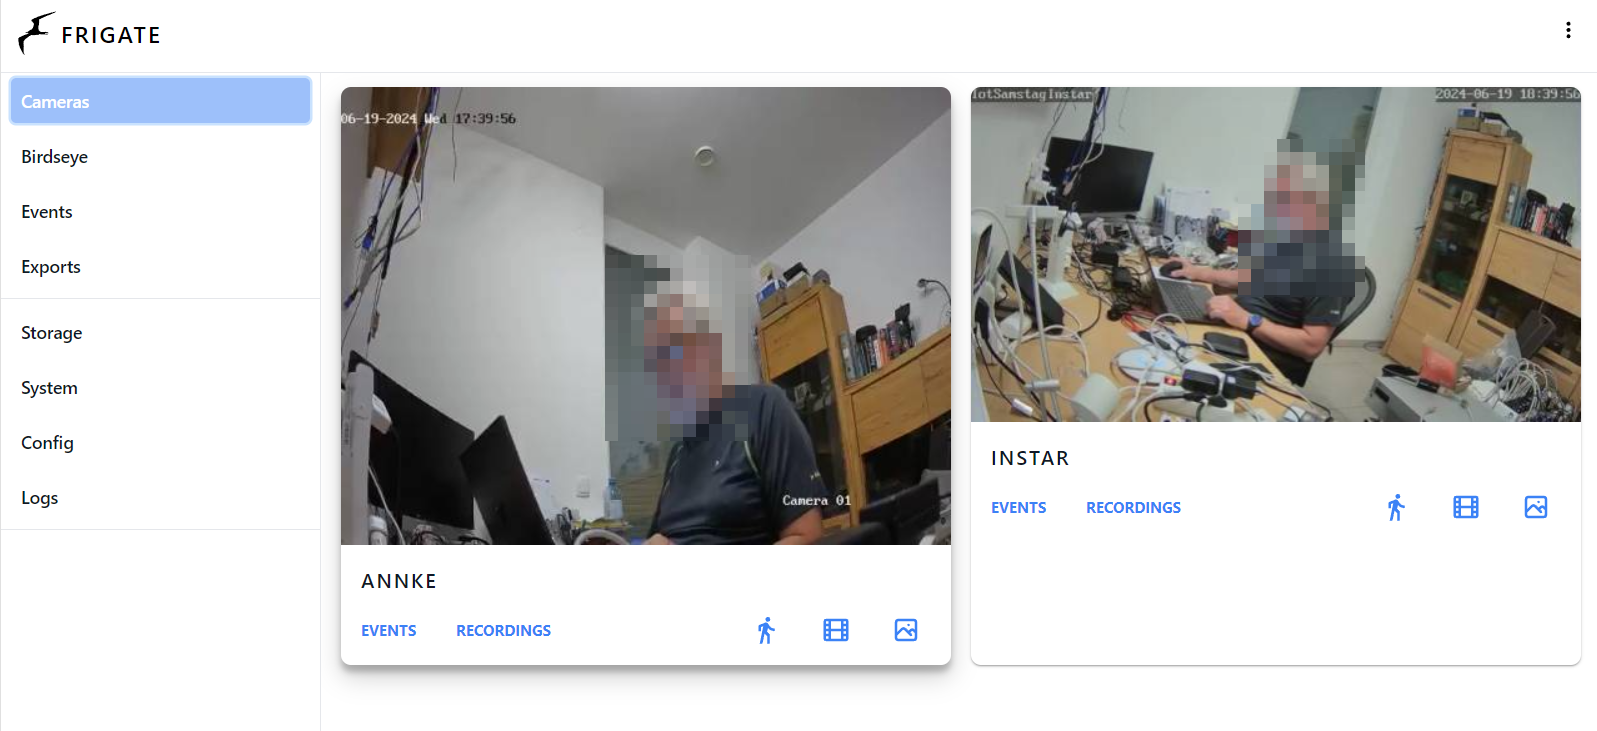 FRIGATE
Cameras
Birdseye
Events
Exports
Storage
System
Config
Logs
06-19-2024 Wed 17:39:56
Camera 01
ANNKE
EVENTS RECORDINGS
IotSamstagInstar 2024-06-19 18:39:56
INSTAR
EVENTS RECORDINGS